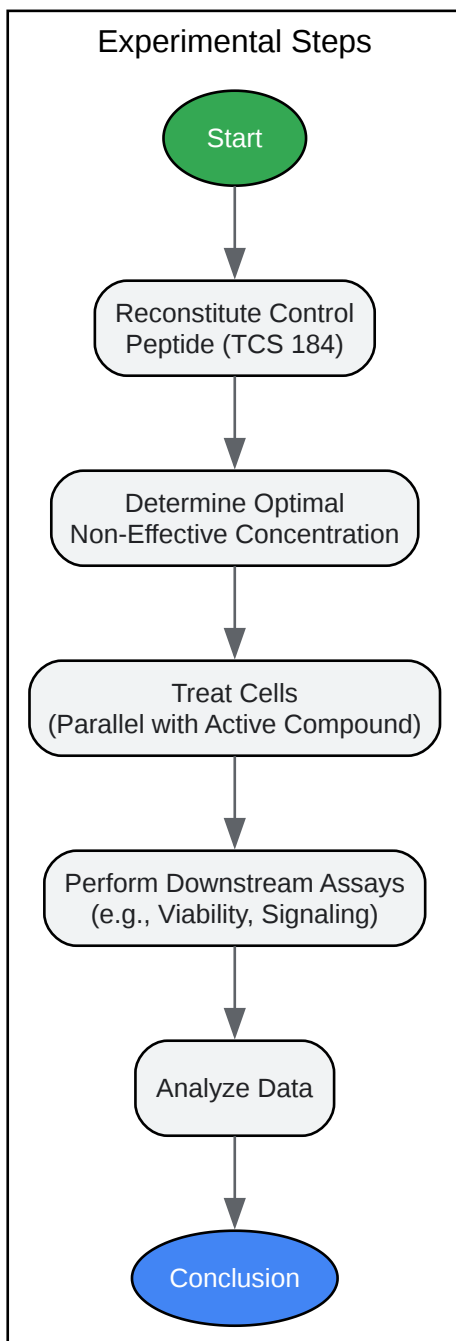 Experimental Steps
Start
Reconstitute Control
Peptide (TCS 184)
Determine Optimal
Non-Effective Concentration
Treat Cells
(Parallel with Active Compound)
Perform Downstream Assays
(e.g., Viability, Signaling)
Analyze Data
Conclusion